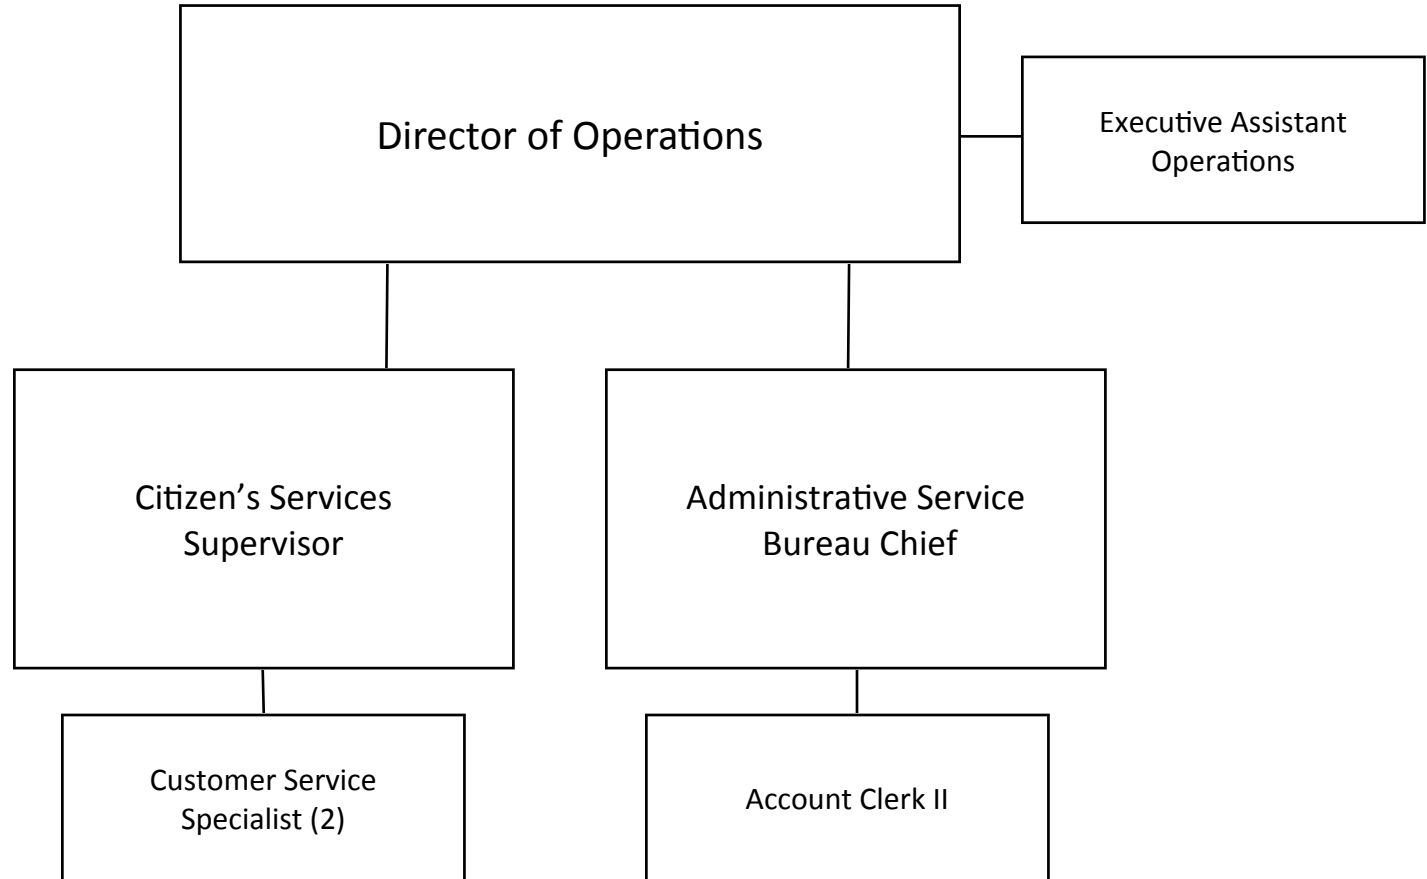 Director of Operations
Executive Assistant
Operations
Citizen’s Services
Supervisor
Administrative Service
Bureau Chief
Customer Service
Specialist (2)
Account Clerk II